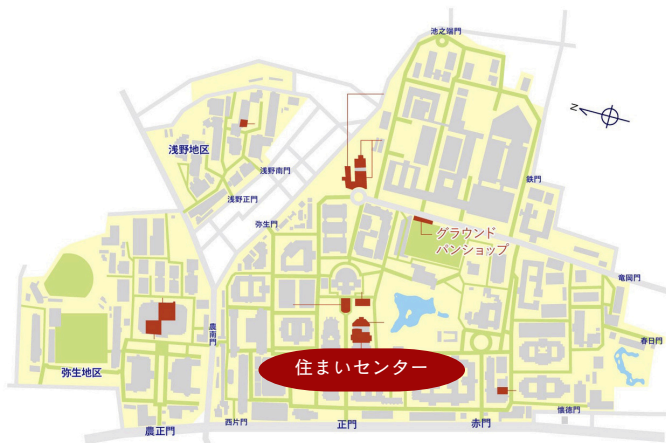 池之端門
N
浅野地区
鉄門
浅野南門
浅野正門
弥生門
グラウンド
パンショップ
竜岡門
農南門
春日門
住まいセンター
弥生地区
懐徳門
西片門
正門
赤門
農正門